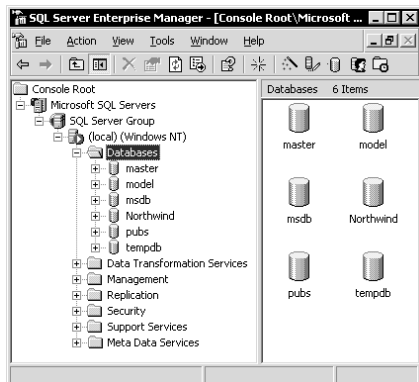 SQL Server Enterprise Manager - [Console Root\Microsoft ...
File Action View Tools Window Help
Console Root
Microsoft SQL Servers
SQL Server Group
(local) (Windows NT)
Databases
master
model
msdb
Northwind
pubs
tempdb
Data Transformation Services
Management
Replication
Security
Support Services
Meta Data Services
Databases 6 Items
master model
msdb Northwind
pubs tempdb